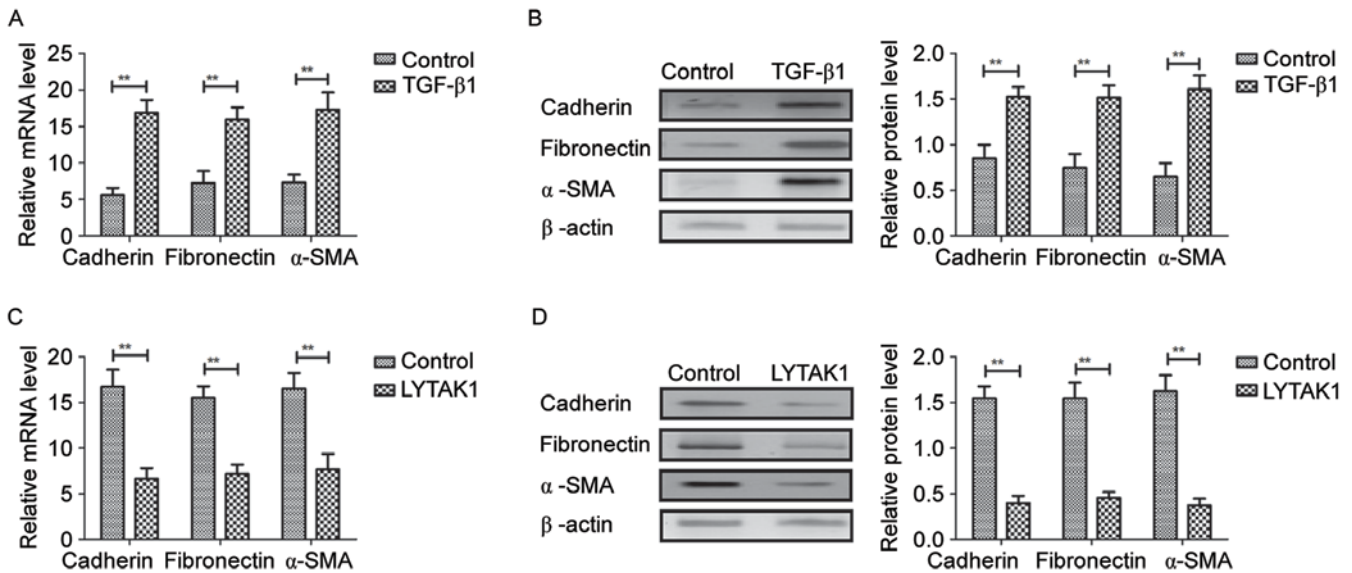 A
Relative mRNA level
25
20
15
10
5
0
** ** **
Cadherin Fibronectin α-SMA
Control
TGF-β1
B
Control TGF-β1
Cadherin
Fibronectin
α -SMA
β -actin
Relative protein level
2.0
1.5
1.0
0.5
0.0
** ** **
Cadherin Fibronectin α-SMA
Control
TGF-β1
C
Relative mRNA level
20
15
10
5
0
** ** **
Cadherin Fibronectin α-SMA
Control
LYTAK1
D
Control LYTAK1
Cadherin
Fibronectin
α -SMA
β -actin
Relative protein level
2.0
1.5
1.0
0.5
0.0
** ** **
Cadherin Fibronectin α-SMA
Control
LYTAK1